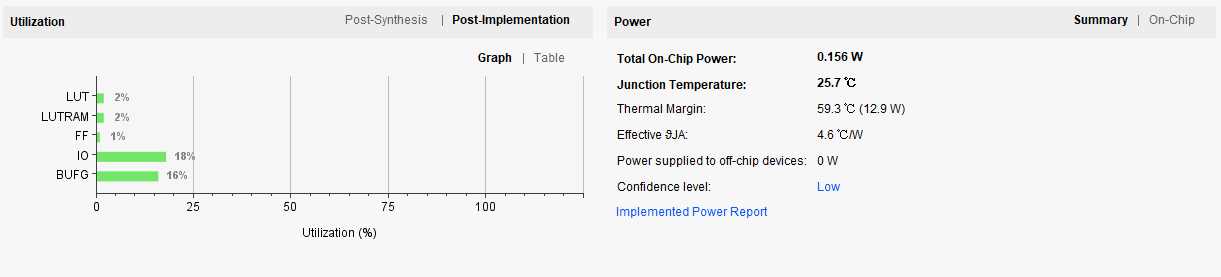 Utilization
Post-Synthesis | Post-Implementation
Graph | Table
LUT 2%
LUTRAM 2%
FF 1%
IO 18%
BUFG 16%
0 25 50 75 100
Utilization (%)
Power
Summary | On-Chip
Total On-Chip Power: 0.156 W
Junction Temperature: 25.7 ℃
Thermal Margin: 59.3 ℃ (12.9 W)
Effective ϑJA: 4.6 ℃/W
Power supplied to off-chip devices: 0 W
Confidence level: Low
Implemented Power Report